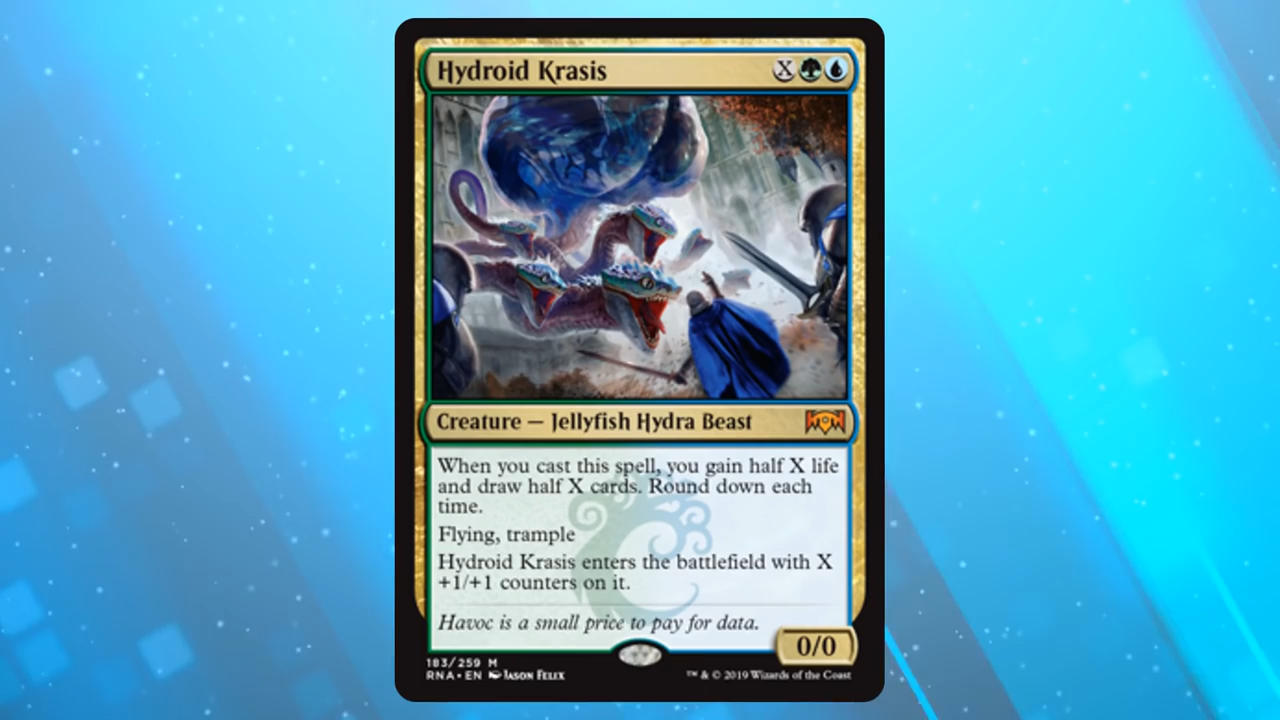 Hydroid Krasis X
Creature — Jellyfish Hydra Beast
When you cast this spell, you gain half X life
and draw half X cards. Round down each
time.
Flying, trample
Hydroid Krasis enters the battlefield with X
+1/+1 counters on it.
Havoc is a small price to pay for data.
0/0
183/259 M
RNA • EN Jason Felix
™ & © 2019 Wizards of the Coast